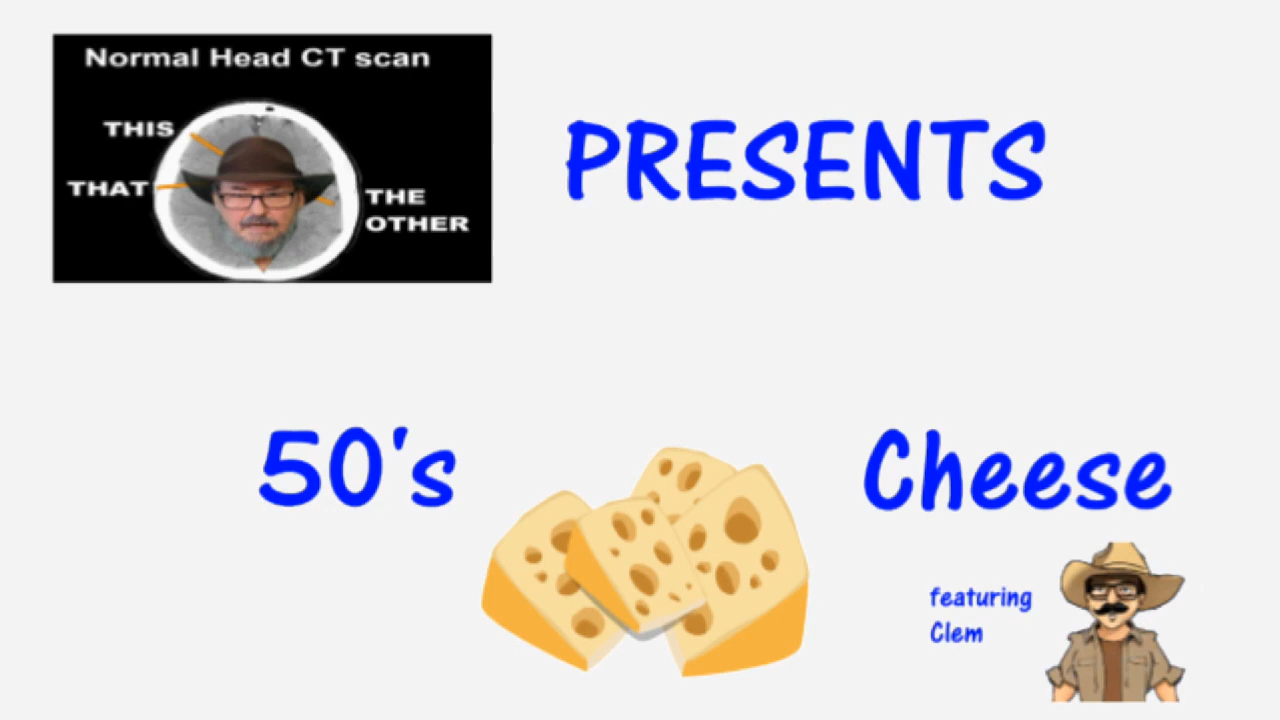 Normal Head CT scan
THIS
THAT
THE
OTHER
PRESENTS
50's
Cheese
featuring
Clem